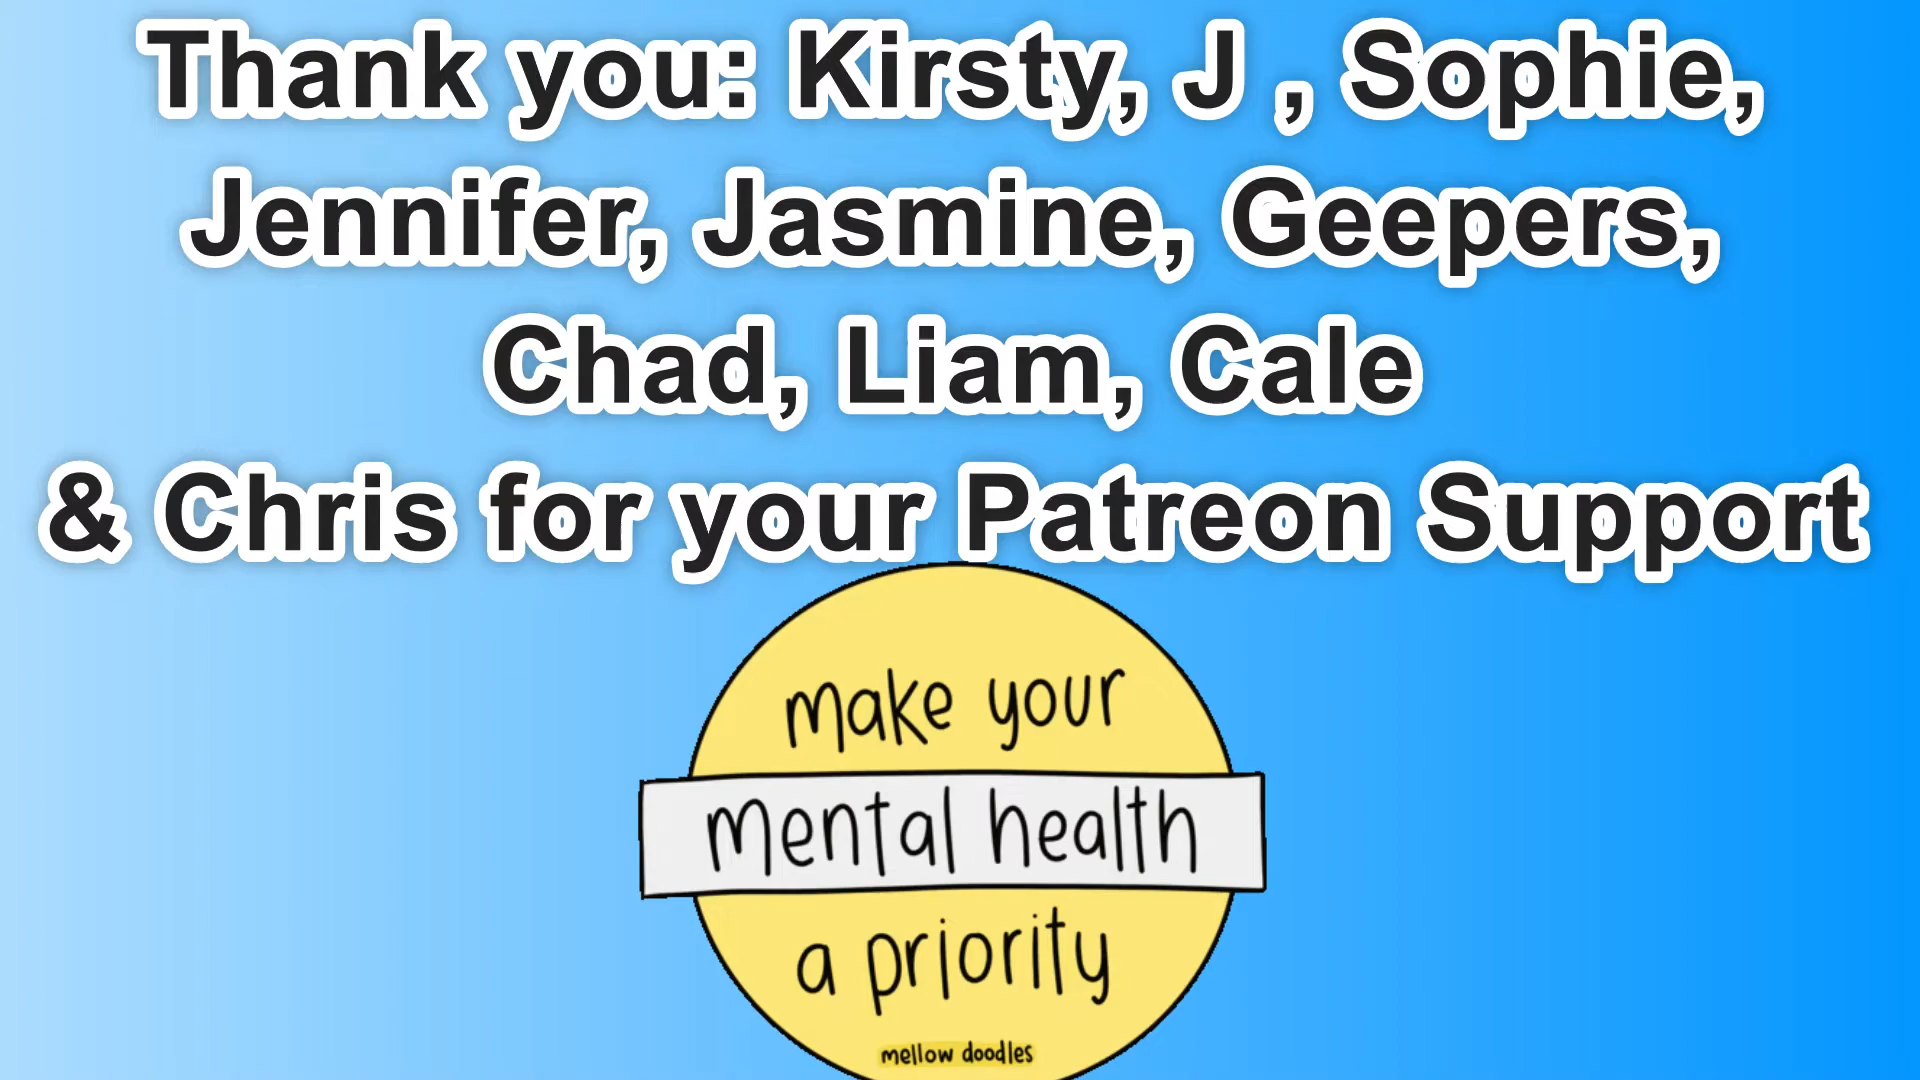 Thank you: Kirsty, J , Sophie,
Jennifer, Jasmine, Geepers,
Chad, Liam, Cale
& Chris for your Patreon Support
make your
mental health
a priority
mellow doodles